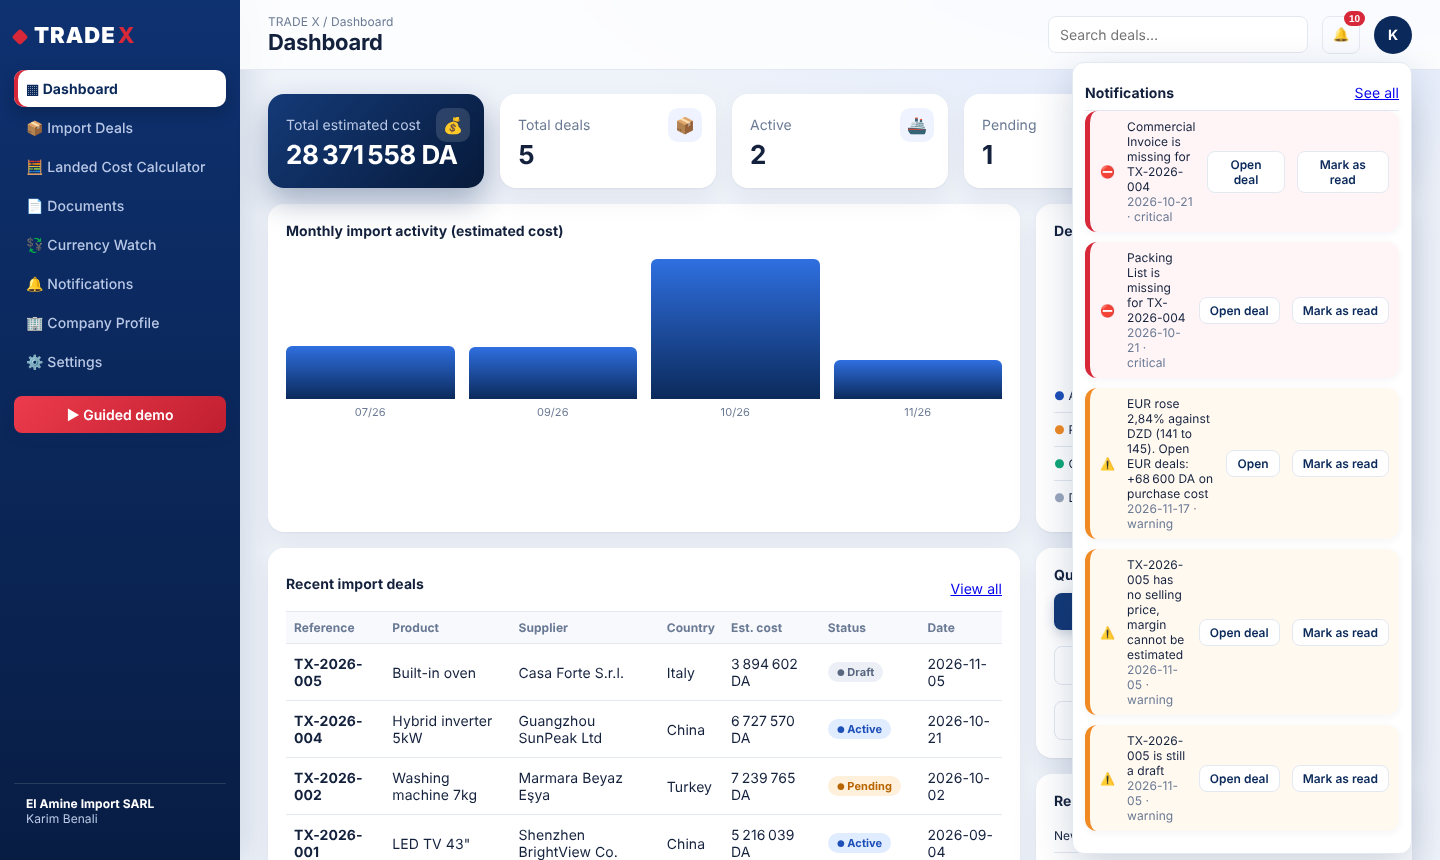 TRADE X
Dashboard
Import Deals
Landed Cost Calculator
Documents
Currency Watch
Notifications
Company Profile
Settings
Guided demo
El Amine Import SARL
Karim Benali
TRADE X / Dashboard
Dashboard
Search deals...
10
K
Total estimated cost
28 371 558 DA
Total deals
5
Active
2
Pending
1
Monthly import activity (estimated cost)
07/26
09/26
10/26
11/26
Recent import deals
View all
Reference Product Supplier Country Est. cost Status Date
TX-2026-
005
Built-in oven
Casa Forte S.r.l.
Italy
3 894 602
DA
Draft
2026-11-
05
TX-2026-
004
Hybrid inverter
5kW
Guangzhou
SunPeak Ltd
China
6 727 570
DA
Active
2026-10-
21
TX-2026-
002
Washing
machine 7kg
Marmara Beyaz
Eşya
Turkey
7 239 765
DA
Pending
2026-10-
02
TX-2026-
001
LED TV 43"
Shenzhen
BrightView Co.
China
5 216 039
DA
Active
2026-09-
04
Notifications
See all
Commercial
Invoice is
missing for
TX-2026-
004
2026-10-21
· critical
Open
deal
Mark as
read
Packing
List is
missing
for TX-
2026-004
2026-10-
21 ·
critical
Open deal
Mark as read
EUR rose
2,84% against
DZD (141 to
145). Open
EUR deals:
+68 600 DA on
purchase cost
2026-11-17 ·
warning
Open
Mark as read
TX-2026-
005 has
no selling
price,
margin
cannot be
estimated
2026-11-
05 ·
warning
Open deal
Mark as read
TX-2026-
005 is still
a draft
2026-11-
05 ·
warning
Open deal
Mark as read